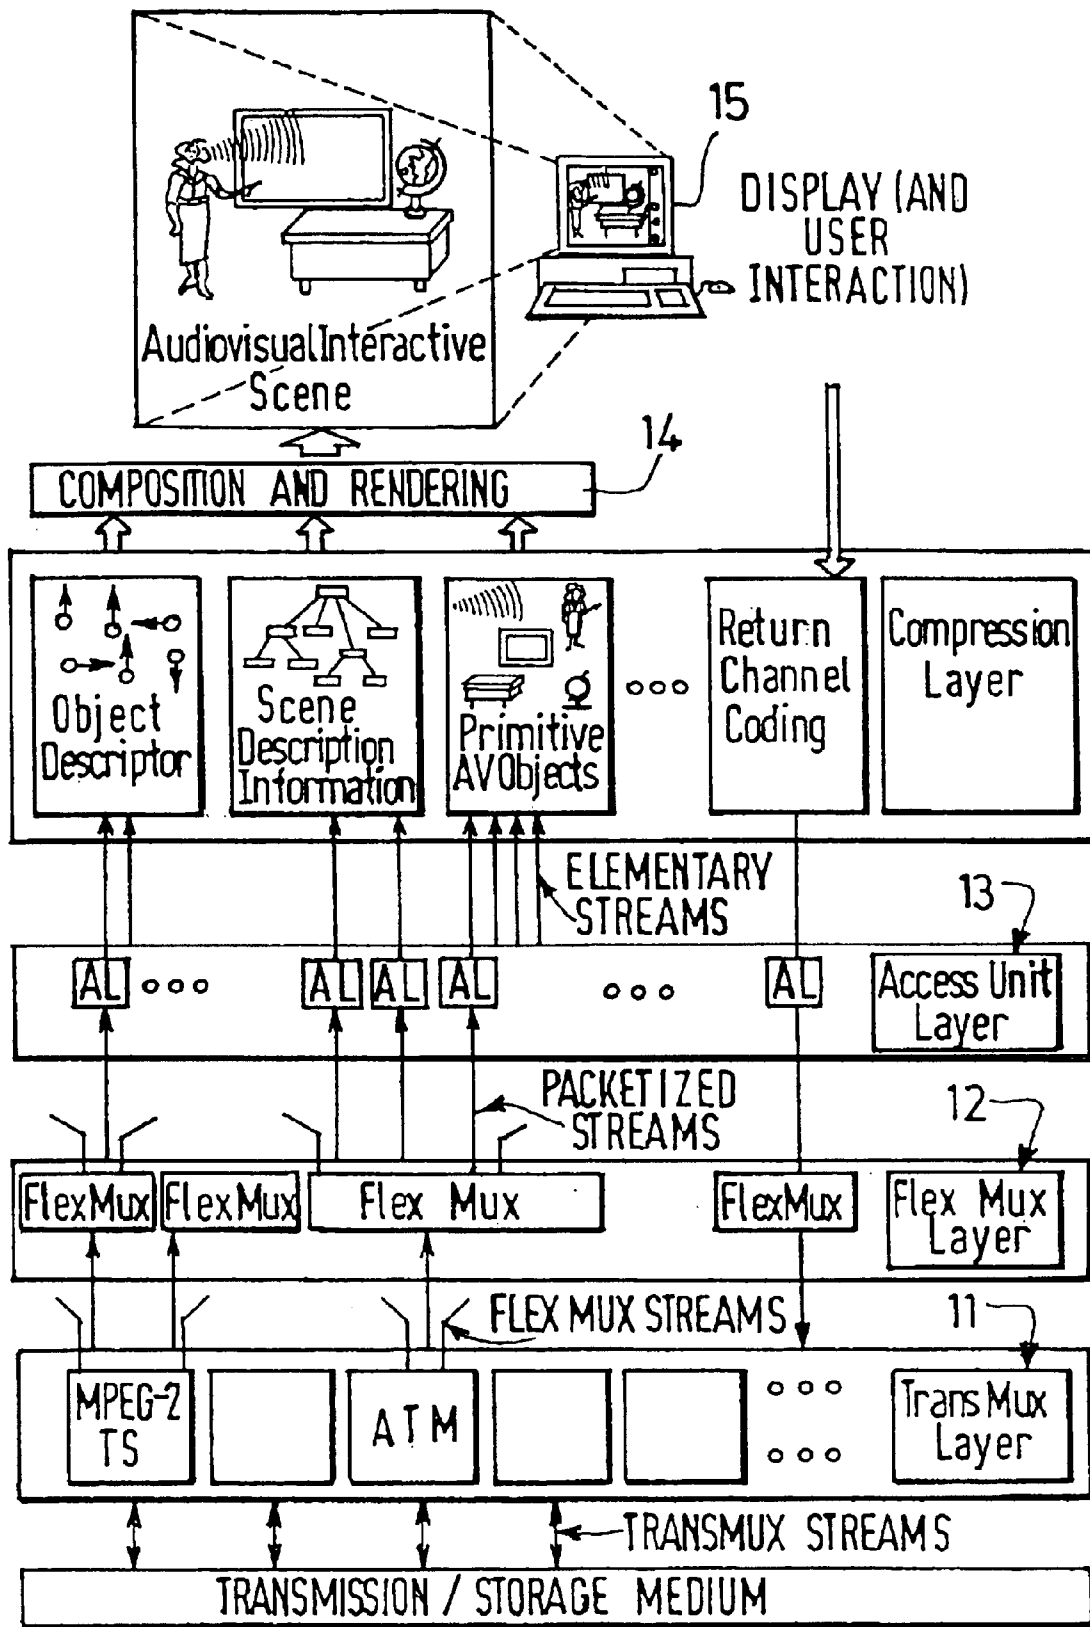 15
DISPLAY (AND
USER
INTERACTION)
Audiovisual Interactive
Scene
14
COMPOSITION AND RENDERING
Object
Descriptor
Scene
Description
Information
Primitive
AV Objects
Return
Channel
Coding
Compression
Layer
ELEMENTARY
STREAMS
13
AL
AL
AL
AL
AL
Access Unit
Layer
PACKETIZED
STREAMS
12
FlexMux
FlexMux
Flex Mux
FlexMux
Flex Mux
Layer
FLEX MUX STREAMS
11
MPEG-2
TS
ATM
Trans Mux
Layer
TRANSMUX STREAMS
TRANSMISSION / STORAGE MEDIUM